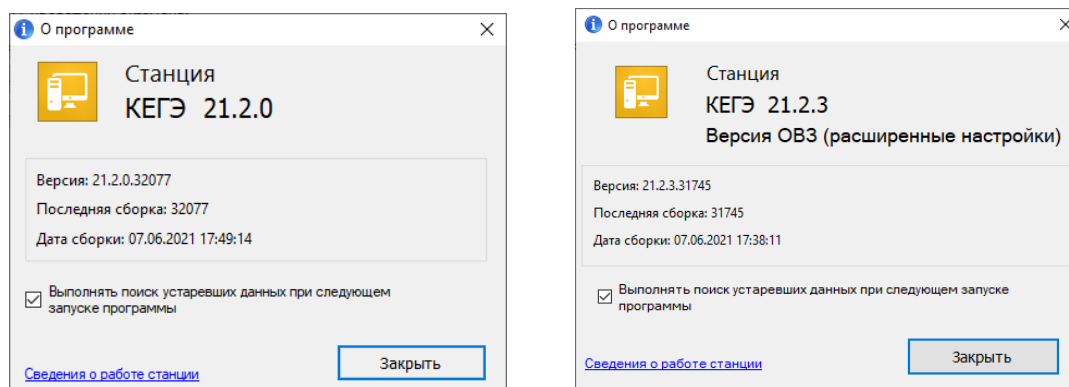 О программе
Станция
КЕГЭ 21.2.0
Версия: 21.2.0.32077
Последняя сборка: 32077
Дата сборки: 07.06.2021 17:49:14
Выполнять поиск устаревших данных при следующем
запуске программы
Сведения о работе станции
Закрыть
О программе
Станция
КЕГЭ 21.2.3
Версия ОВЗ (расширенные настройки)
Версия: 21.2.3.31745
Последняя сборка: 31745
Дата сборки: 07.06.2021 17:38:11
Выполнять поиск устаревших данных при следующем запуске
программы
Сведения о работе станции
Закрыть